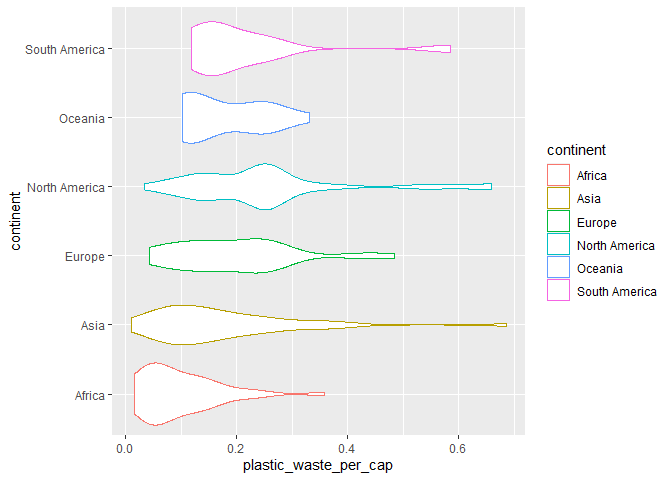 South America
Oceania
North America
Europe
Asia
Africa
continent
0.0 0.2 0.4 0.6
plastic_waste_per_cap
continent
Africa
Asia
Europe
North America
Oceania
South America